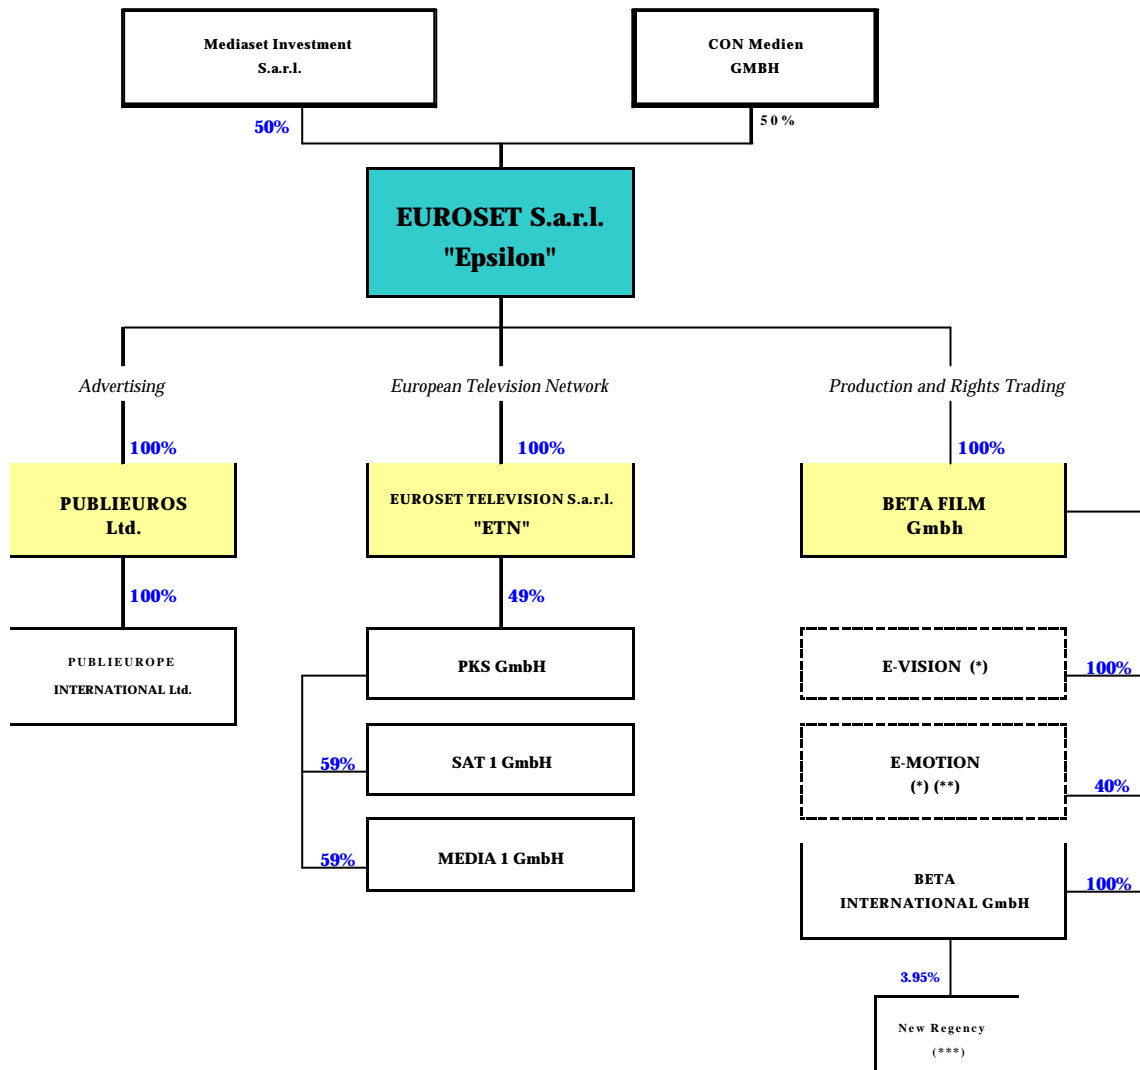 Mediaset Investment
S.a.r.l.
CON Medien
GMBH
50%
50%
EUROSET S.a.r.l.
"Epsilon"
Advertising
European Television Network
Production and Rights Trading
100%
100%
100%
PUBLIEUROS
Ltd.
EUROSET TELEVISION S.a.r.l.
"ETN"
BETA FILM
Gmbh
100%
49%
PUBLIEUROPE
INTERNATIONAL Ltd.
PKS GmbH
E-VISION (*)
100%
59%
SAT 1 GmbH
E-MOTION
(*) (**)
40%
59%
MEDIA 1 GmbH
BETA
INTERNATIONAL GmbH
100%
3.95%
New Regency
(***)